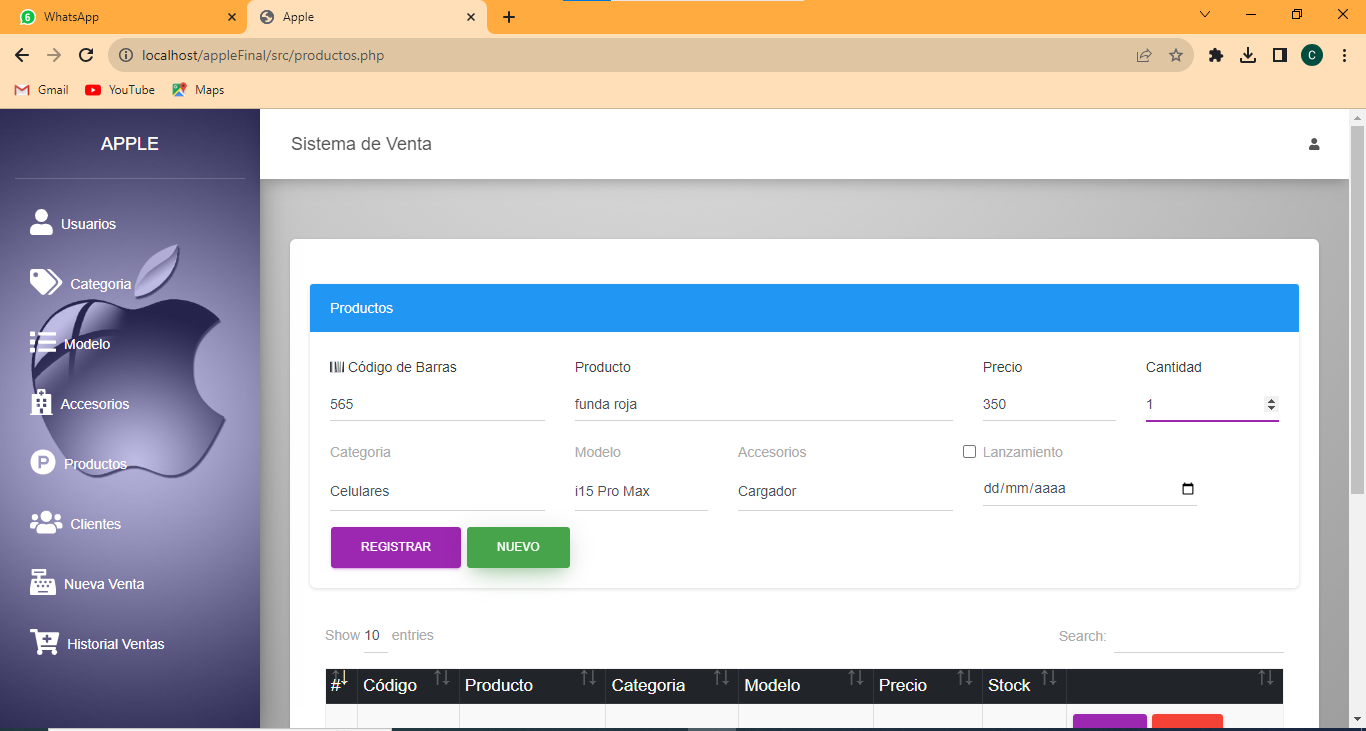 WhatsApp
Apple
localhost/appleFinal/src/productos.php
C
Gmail
YouTube
Maps
APPLE
Sistema de Venta
Usuarios
Categoria
Modelo
Accesorios
Productos
Clientes
Nueva Venta
Historial Ventas
Productos
Código de Barras Producto Precio Cantidad
565 funda roja 350 1
Categoria Modelo Accesorios Lanzamiento
Celulares i15 Pro Max Cargador dd/mm/aaaa
REGISTRAR NUEVO
Show 10 entries Search:
# Código Producto Categoria Modelo Precio Stock